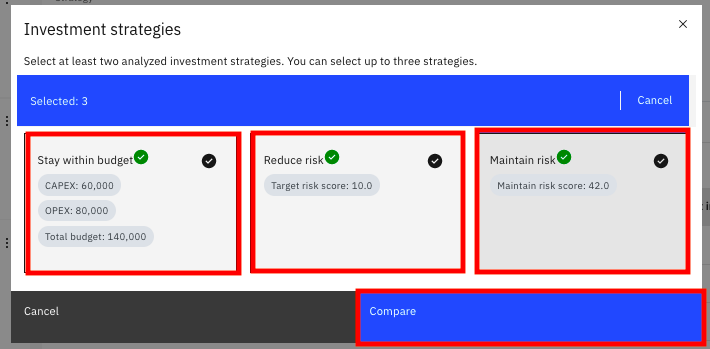 Investment strategies
Select at least two analyzed investment strategies. You can select up to three strategies.
Selected: 3
Cancel
Stay within budget
CAPEX: 60,000
OPEX: 80,000
Total budget: 140,000
Reduce risk
Target risk score: 10.0
Maintain risk
Maintain risk score: 42.0
Cancel
Compare